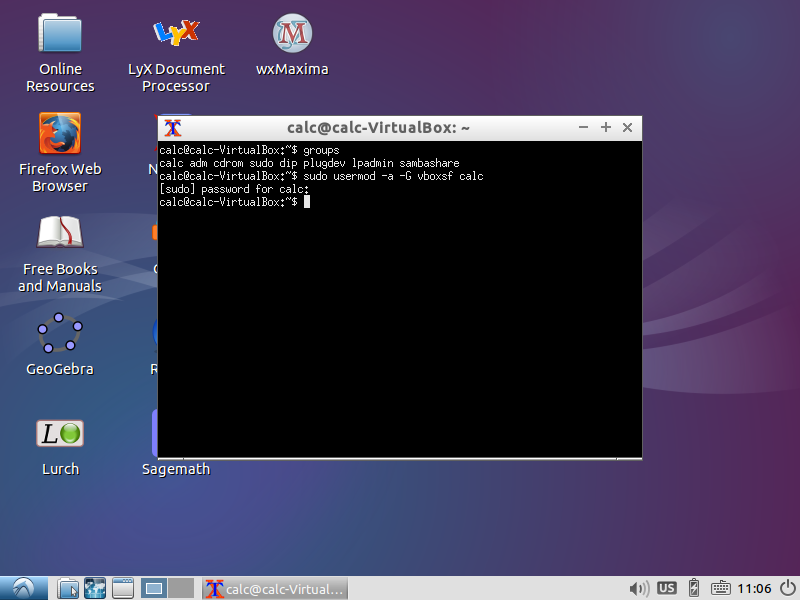 Online
Resources
LyX
LyX Document
Processor
M
wxMaxima
Firefox Web
Browser
Free Books
and Manuals
GeoGebra
L
Lurch
Sagemath
calc@calc-VirtualBox: ~
calc@calc-VirtualBox:~$ groups
calc adm cdrom sudo dip plugdev lpadmin sambashare
calc@calc-VirtualBox:~$ sudo usermod -a -G vboxsf calc
[sudo] password for calc:
calc@calc-VirtualBox:~$
calc@calc-Virtual...
US
11:06